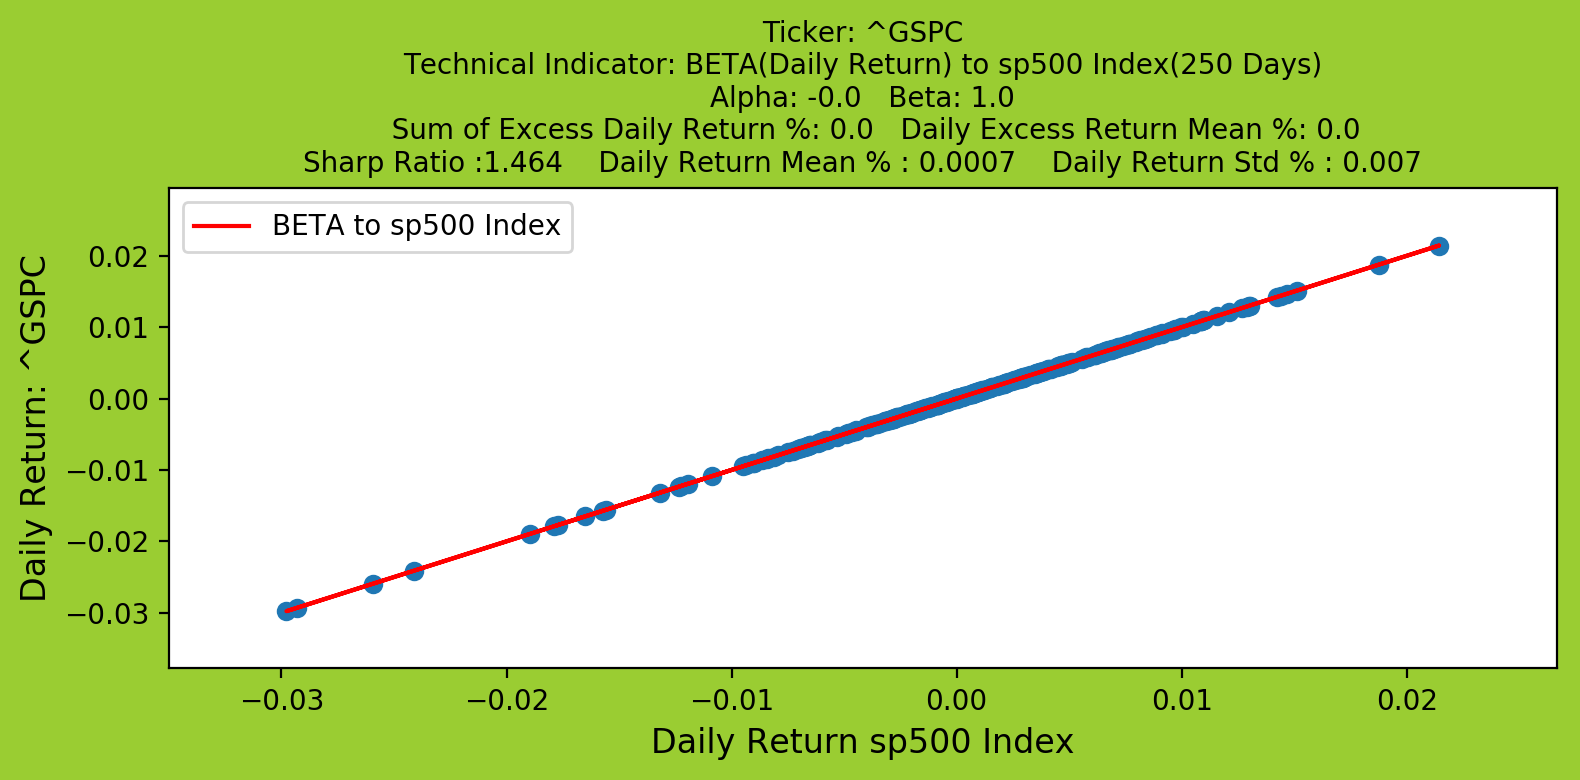 Ticker: ^GSPC
Technical Indicator: BETA(Daily Return) to sp500 Index(250 Days)
Alpha: -0.0   Beta: 1.0
Sum of Excess Daily Return %: 0.0   Daily Excess Return Mean %: 0.0
Sharp Ratio :1.464    Daily Return Mean % : 0.0007    Daily Return Std % : 0.007
BETA to sp500 Index
Daily Return: ^GSPC
0.02
0.01
0.00
−0.01
−0.02
−0.03
−0.03 −0.02 −0.01 0.00 0.01 0.02
Daily Return sp500 Index